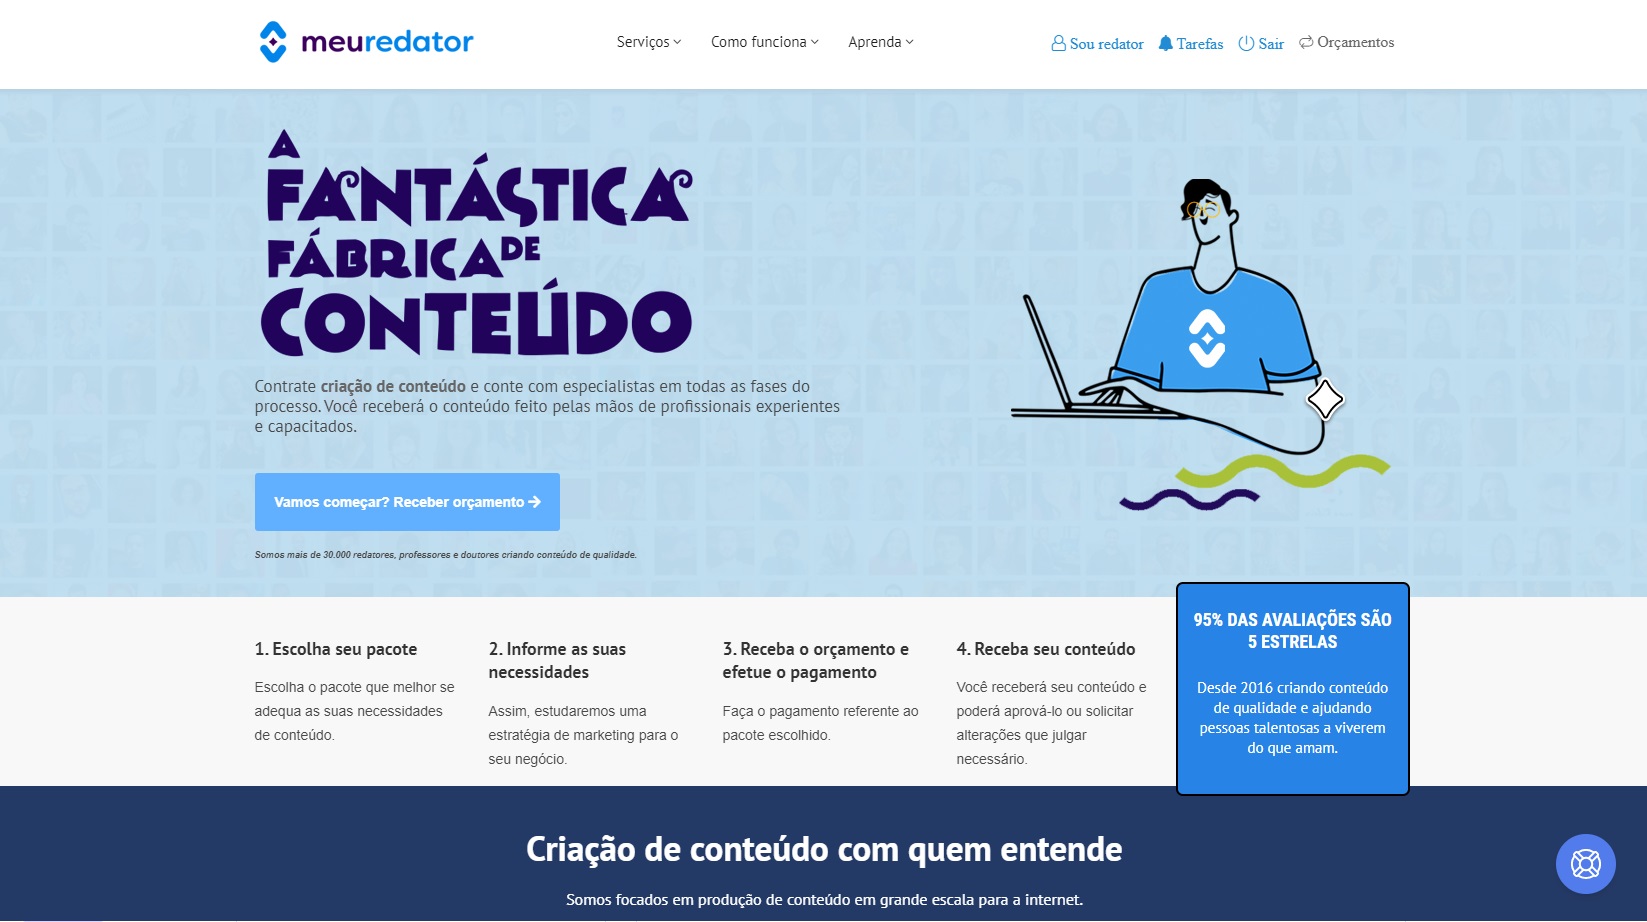 meuredator
Serviços
Como funciona
Aprenda
Sou redator
Tarefas
Sair
Orçamentos
A
FANTÁSTICA
FÁBRICA DE
CONTEÚDO
Contrate criação de conteúdo e conte com especialistas em todas as fases do
processo. Você receberá o conteúdo feito pelas mãos de profissionais experientes
e capacitados.
Vamos começar? Receber orçamento
Somos mais de 30.000 redatores, professores e doutores criando conteúdo de qualidade.
1. Escolha seu pacote
Escolha o pacote que melhor se
adequa as suas necessidades
de conteúdo.
2. Informe as suas
necessidades
Assim, estudaremos uma
estratégia de marketing para o
seu negócio.
3. Receba o orçamento e
efetue o pagamento
Faça o pagamento referente ao
pacote escolhido.
4. Receba seu conteúdo
Você receberá seu conteúdo e
poderá aprová-lo ou solicitar
alterações que julgar
necessário.
95% DAS AVALIAÇÕES SÃO
5 ESTRELAS
Desde 2016 criando conteúdo
de qualidade e ajudando
pessoas talentosas a viverem
do que amam.
Criação de conteúdo com quem entende
Somos focados em produção de conteúdo em grande escala para a internet.